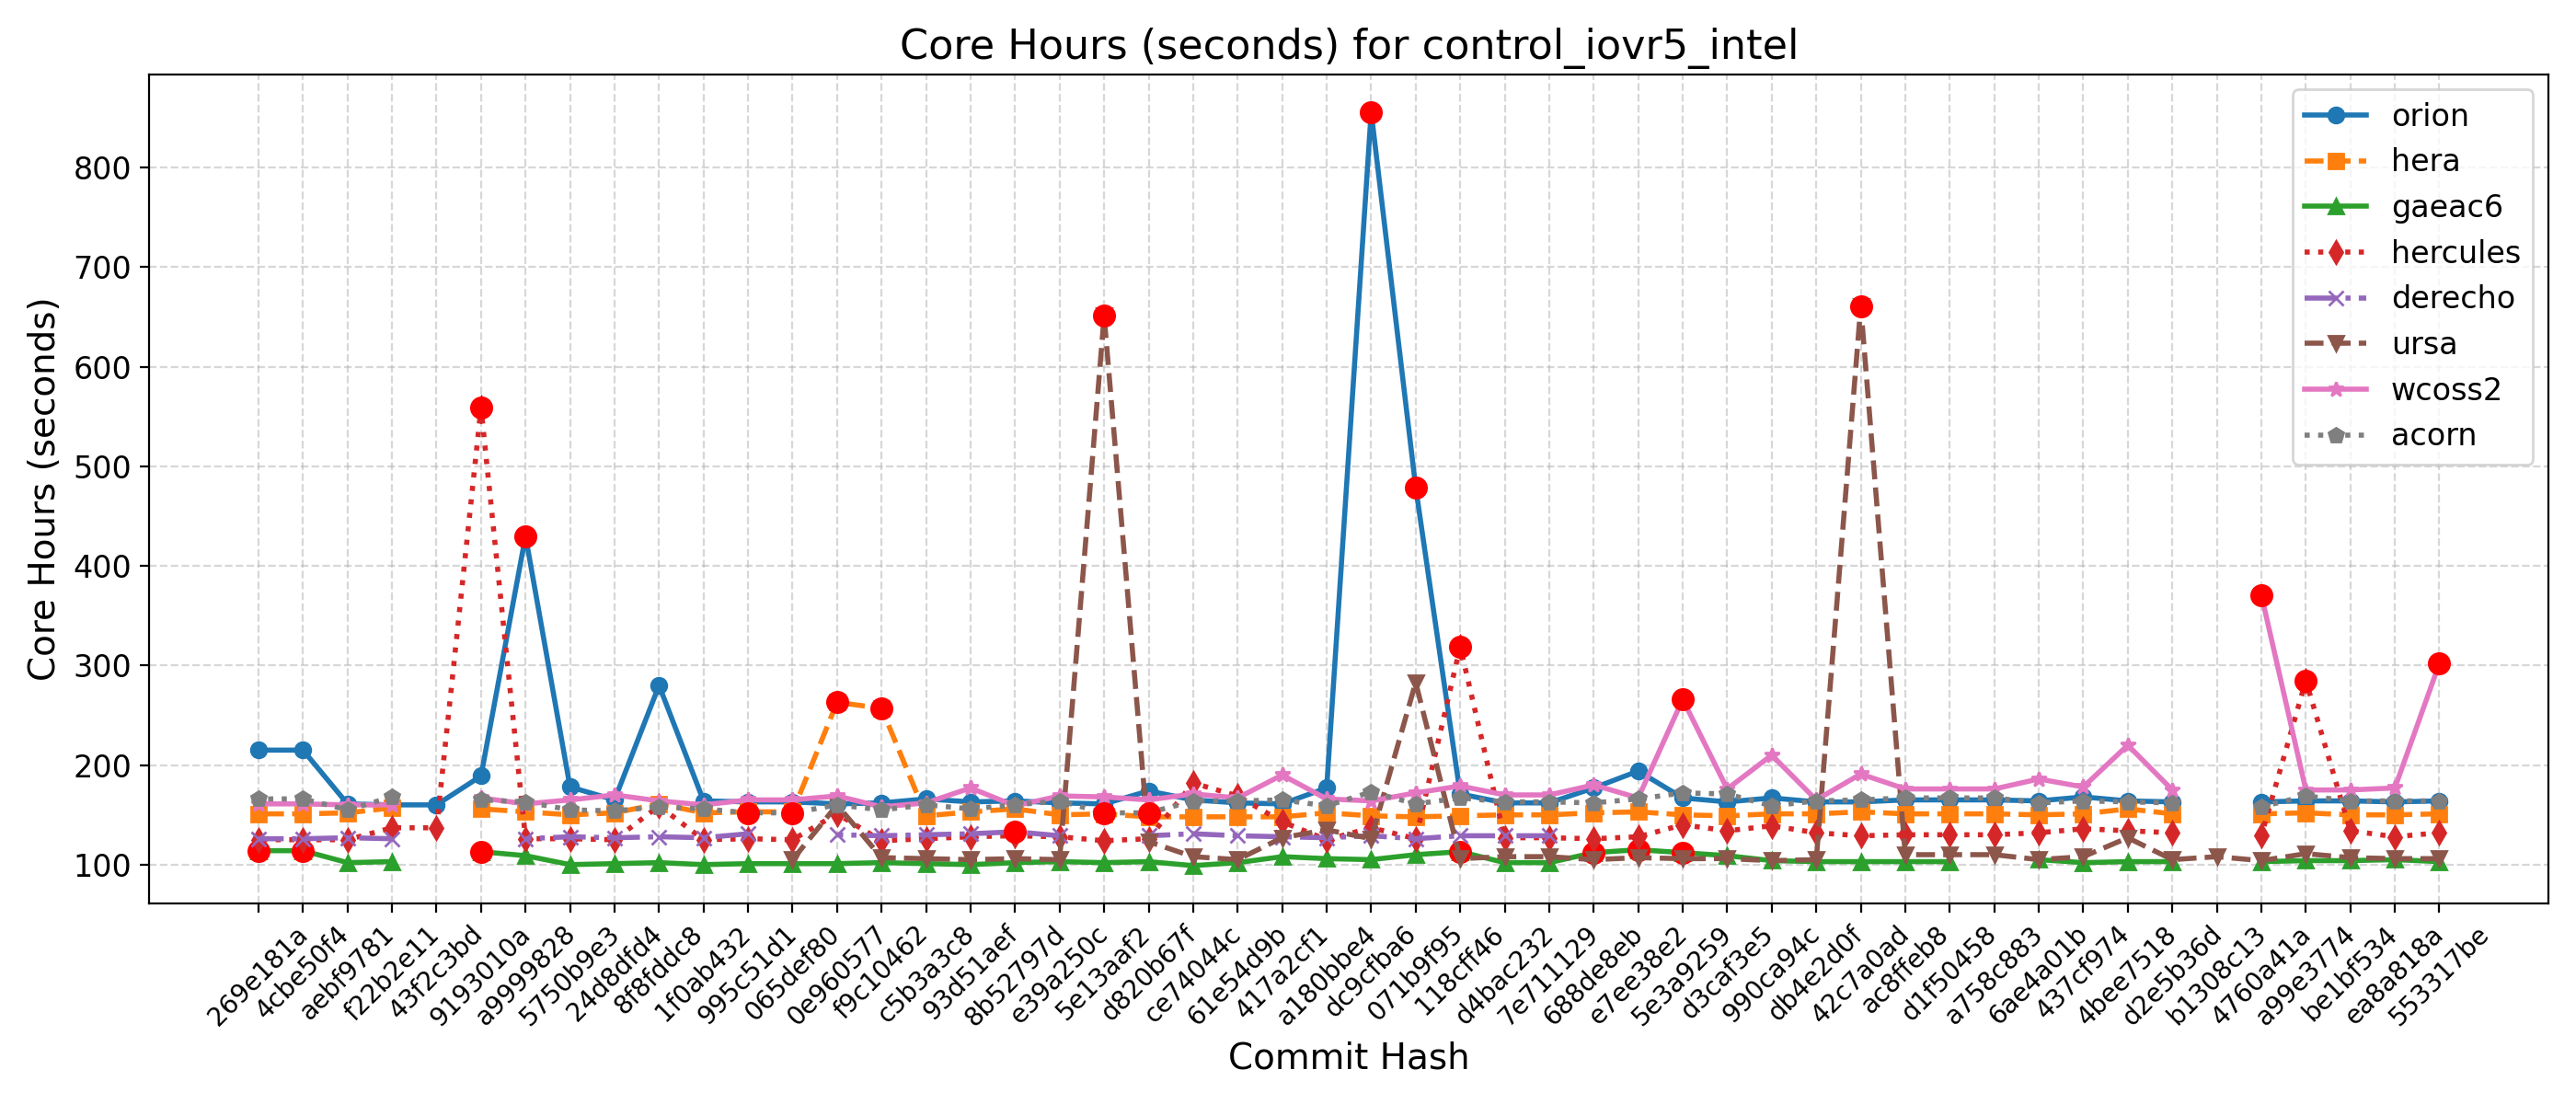 Core Hours (seconds) for control_iovr5_intel
Core Hours (seconds)
800
700
600
500
400
300
200
100
orion
hera
gaeac6
hercules
derecho
ursa
wcoss2
acorn
269e181a
4cbe50f4
aebf9781
f22b2e11
43f2c3bd
9193010a
a9999828
5750b9e3
24d8dfd4
8f8fddc8
1f0ab432
995c51d1
065def80
0e960577
f9c10462
c5b3a3c8
93d51aef
8b52797d
e39a250c
5e13aaf2
d820b67f
ce74044c
61e54d9b
417a2cf1
a180bbe4
dc9cfba6
071b9f95
118cff46
d4bac232
7e711129
688de8eb
e7ee38e2
5e3a9259
d3caf3e5
990ca94c
db4e2d0f
42c7a0ad
ac8ffeb8
d1f50458
a758c883
6ae4a01b
437cf974
4bee7518
d2e5b36d
b1308c13
4760a41a
a99e3774
be1bf534
ea8a818a
553317be
Commit Hash